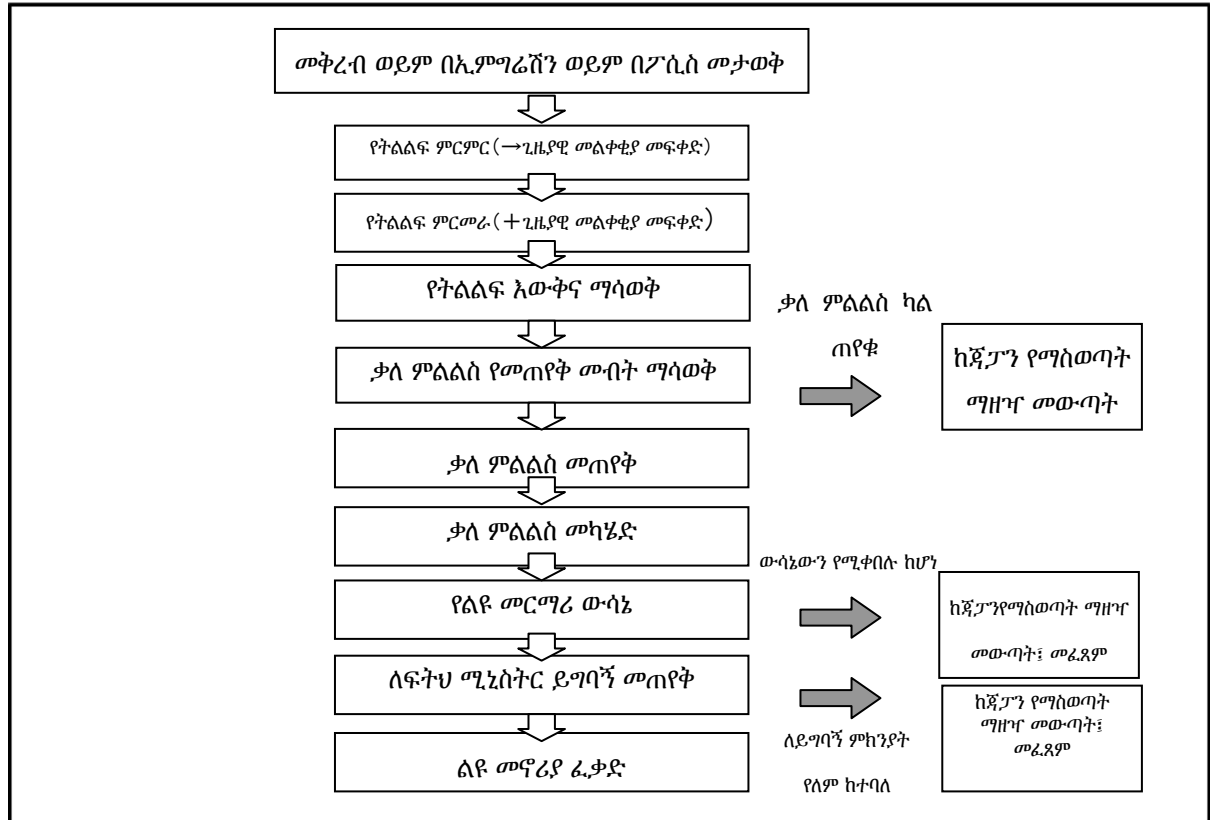 መቅረብ ወይም በኢምግሬሽን ወይም በፖሲስ መታወቅ
የትልልፍ ምርምር(→ጊዜያዊ መልቀቂያ መፍቀድ)
የትልልፍ ምርመራ(+ጊዜያዊ መልቀቂያ መፍቀድ)
የትልልፍ እውቅና ማሳወቅ
ቃለ ምልልስ ካል
ጠየቁ
ከጃፓን የማስወጣት
ማዘዣ መውጣት
ቃለ ምልልስ የመጠየቅ መብት ማሳወቅ
ቃለ ምልልስ መጠየቅ
ቃለ ምልልስ መካሄድ
ውሳኔውን የሚቀበሉ ከሆነ
የልዩ መርማሪ ውሳኔ
ከጃፓንየማስወጣት ማዘዣ
መውጣት፤ መፈጸም
ለፍትህ ሚኒስትር ይግባኝ መጠየቅ
ከጃፓን የማስወጣት
ማዘዣ መውጣት፤
መፈጸም
ለይግባኝ ምክንያት
የለም ከተባለ
ልዩ መኖሪያ ፈቃድ